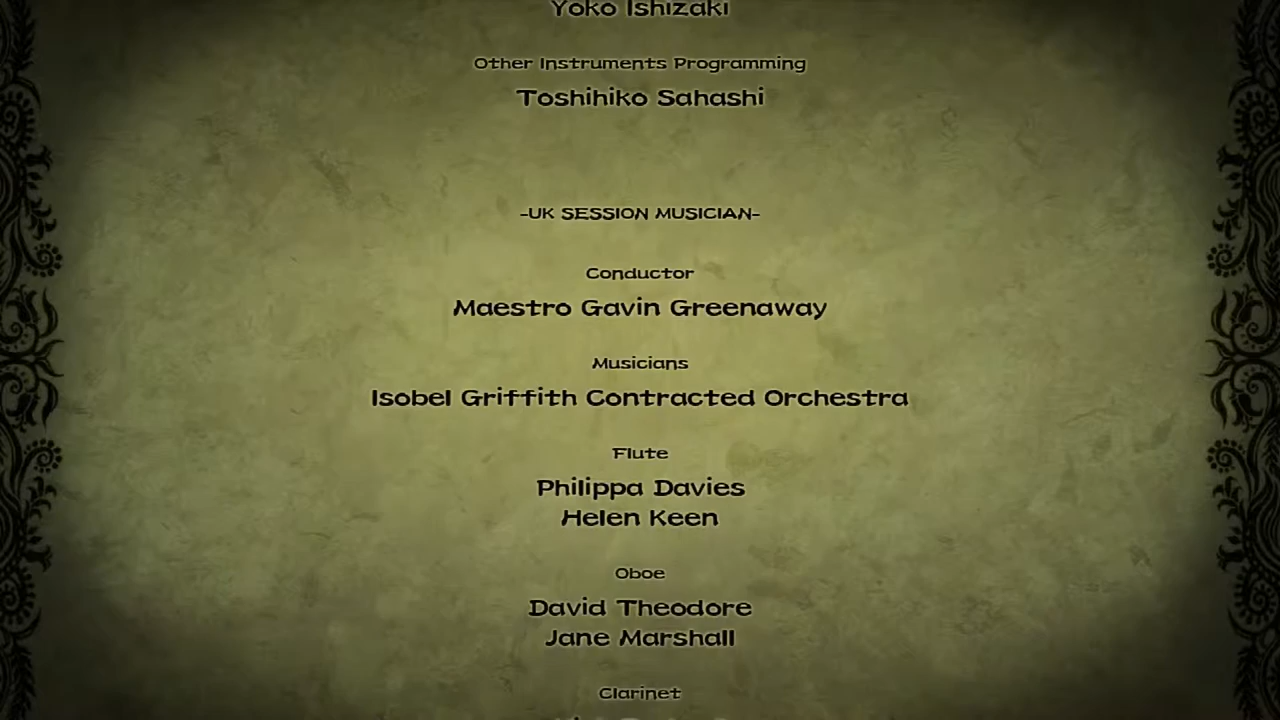 Yoko Ishizaki
Other Instruments Programming
Toshihiko Sahashi
-UK SESSION MUSICIAN-
Conductor
Maestro Gavin Greenaway
Musicians
Isobel Griffith Contracted Orchestra
Flute
Philippa Davies
Helen Keen
Oboe
David Theodore
Jane Marshall
Clarinet